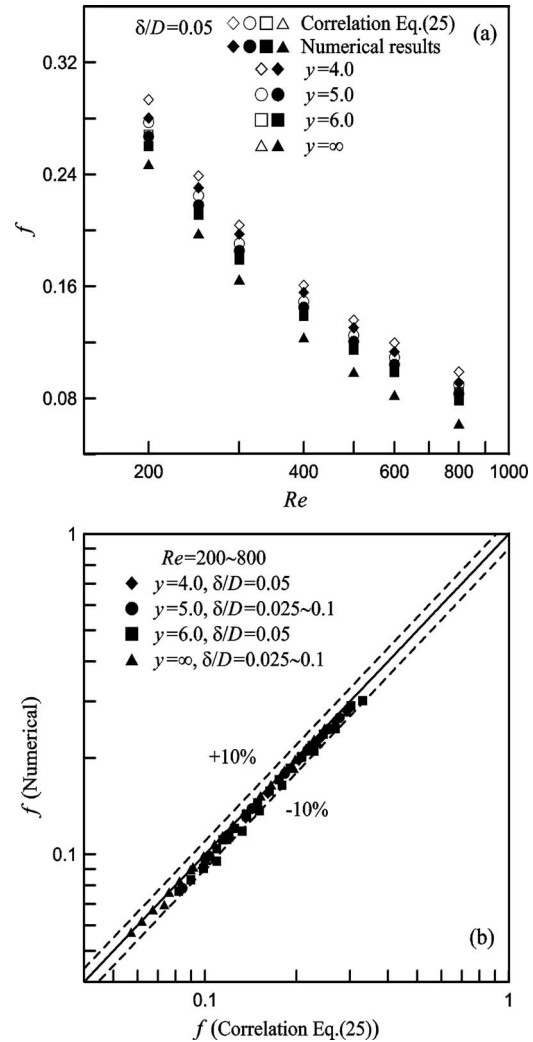 δ/D=0.05 Correlation Eq.(25) (a)
Numerical results
y=4.0
y=5.0
y=6.0
y=∞
0.32
0.24
0.16
0.08
f
200 400 600 800 1000
Re
1
Re=200~800
y=4.0, δ/D=0.05
y=5.0, δ/D=0.025~0.1
y=6.0, δ/D=0.05
y=∞, δ/D=0.025~0.1
+10%
-10%
f (Numerical)
0.1
(b)
0.1 1
f (Correlation Eq.(25))